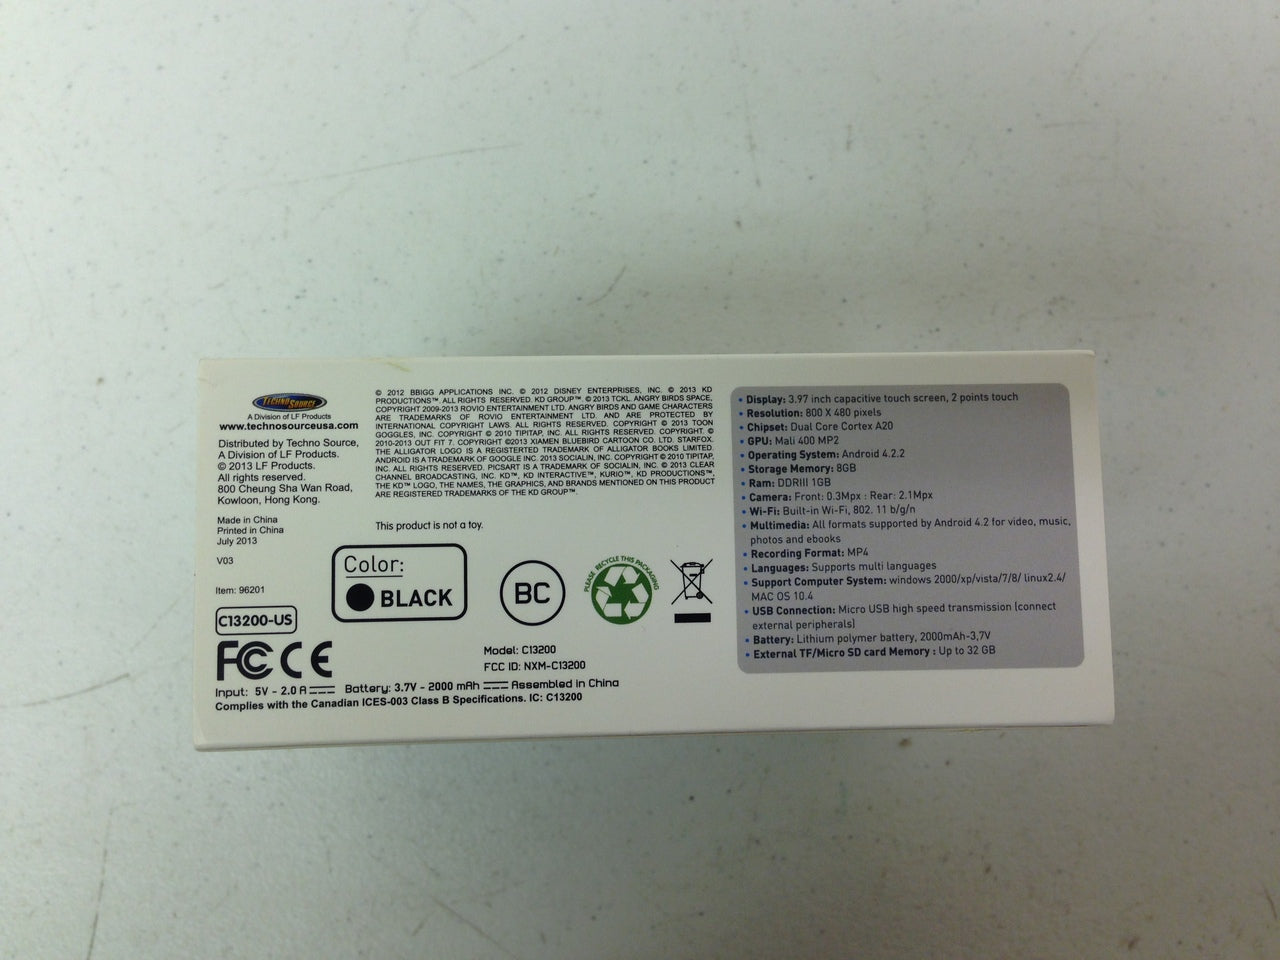 TECHNO SOURCE
A Division of LF Products
www.technosourceusa.com
Distributed by Techno Source,
A Division of LF Products.
© 2013 LF Products.
All rights reserved.
800 Cheung Sha Wan Road,
Kowloon, Hong Kong.
Made in China
Printed in China
July 2013
V03
Item: 96201
C13200-US
FC CE
© 2012 BBIGG APPLICATIONS INC. © 2012 DISNEY ENTERPRISES, INC. © 2013 KD
PRODUCTIONS™. ALL RIGHTS RESERVED. KD GROUP™. © 2013 TCKL. ANGRY BIRDS SPACE,
COPYRIGHT 2009-2013 ROVIO ENTERTAINMENT LTD. ANGRY BIRDS AND GAME CHARACTERS
ARE TRADEMARKS OF ROVIO ENTERTAINMENT LTD. AND ARE PROTECTED BY
INTERNATIONAL COPYRIGHT LAWS. ALL RIGHTS RESERVED. COPYRIGHT © 2013 TOON
GOGGLES, INC. COPYRIGHT © 2010 TIPITAP, INC. ALL RIGHTS RESERVED. COPYRIGHT. ©
2010-2013 OUT FIT 7. COPYRIGHT ©2013 XIAMEN BLUEBIRD CARTOON CO. LTD. STARFOX.
THE ALLIGATOR LOGO IS A REGISTERTED TRADEMARK OF ALLIGATOR BOOKS LIMITED.
ANDROID IS A TRADEMARK OF GOOGLE INC. 2013 SOCIALIN, INC. COPYRIGHT © 2010 TIPITAP,
INC. ALL RIGHTS RESERVED. PICSART IS A TRADEMARK OF SOCIALIN, INC. © 2013 CLEAR
CHANNEL BROADCASTING, INC. KD™, KD INTERACTIVE™, KURIO™, KD PRODUCTIONS™,
THE KD™ LOGO, THE NAMES, THE GRAPHICS, AND BRANDS MENTIONED ON THIS PRODUCT
ARE REGISTERED TRADEMARKS OF THE KD GROUP™.
This product is not a toy.
Color:
BLACK
BC
PLEASE RECYCLE THIS PACKAGING
Model: C13200
FCC ID: NXM-C13200
Input: 5V - 2.0 A Battery: 3.7V - 2000 mAh Assembled in China
Complies with the Canadian ICES-003 Class B Specifications. IC: C13200
• Display: 3.97 inch capacitive touch screen, 2 points touch
• Resolution: 800 X 480 pixels
• Chipset: Dual Core Cortex A20
• GPU: Mali 400 MP2
• Operating System: Android 4.2.2
• Storage Memory: 8GB
• Ram: DDRIII 1GB
• Camera: Front: 0.3Mpx : Rear: 2.1Mpx
• Wi-Fi: Built-in Wi-Fi, 802. 11 b/g/n
• Multimedia: All formats supported by Android 4.2 for video, music,
photos and ebooks
• Recording Format: MP4
• Languages: Supports multi languages
• Support Computer System: windows 2000/xp/vista/7/8/ linux2.4/
MAC OS 10.4
• USB Connection: Micro USB high speed transmission (connect
external peripherals)
• Battery: Lithium polymer battery, 2000mAh-3,7V
• External TF/Micro SD card Memory : Up to 32 GB